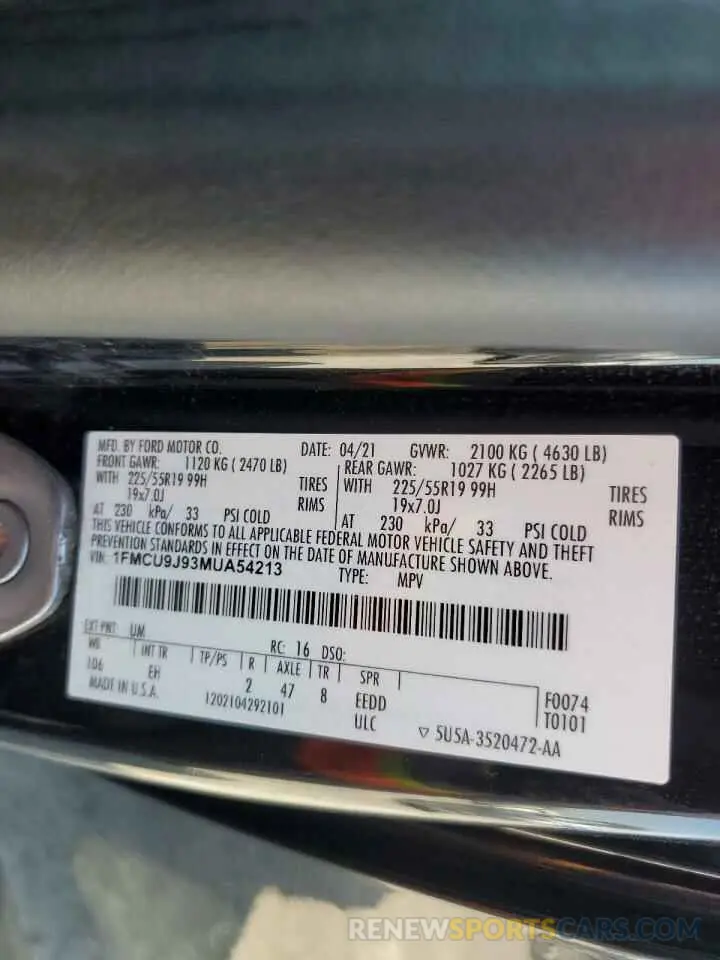 MFD. BY FORD MOTOR CO. DATE: 04/21 GVWR: 2100 KG ( 4630 LB)
FRONT GAWR: 1120 KG ( 2470 LB) REAR GAWR: 1027 KG ( 2265 LB)
WITH 225/55R19 99H TIRES WITH 225/55R19 99H TIRES
19x7.0J RIMS 19x7.0J RIMS
AT 230 kPa/ 33 PSI COLD AT 230 kPa/ 33 PSI COLD
THIS VEHICLE CONFORMS TO ALL APPLICABLE FEDERAL MOTOR VEHICLE SAFETY AND THEFT
PREVENTION STANDARDS IN EFFECT ON THE DATE OF MANUFACTURE SHOWN ABOVE.
VIN: 1FMCU9J93MUA54213 TYPE: MPV
EXT PNT: UM RC: 16 DSO:
WB INT TR TP/PS R AXLE TR SPR
106 EH 2 47 8 EEDD F0074
MADE IN U.S.A. 1202104292101 ULC T0101
5U5A-3520472-AA
RENEWSPORTSCARS.COM